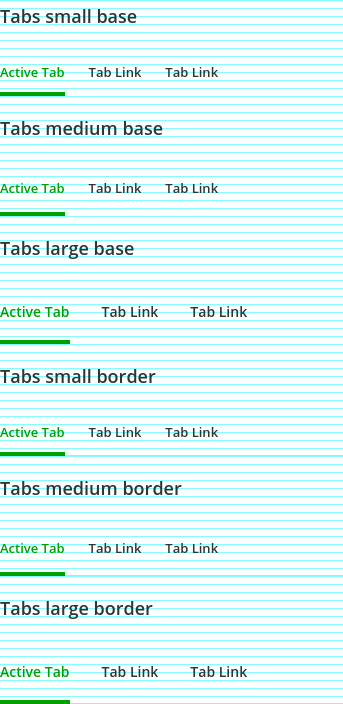 Tabs small base
Active Tab Tab Link Tab Link
Tabs medium base
Active Tab Tab Link Tab Link
Tabs large base
Active Tab Tab Link Tab Link
Tabs small border
Active Tab Tab Link Tab Link
Tabs medium border
Active Tab Tab Link Tab Link
Tabs large border
Active Tab Tab Link Tab Link